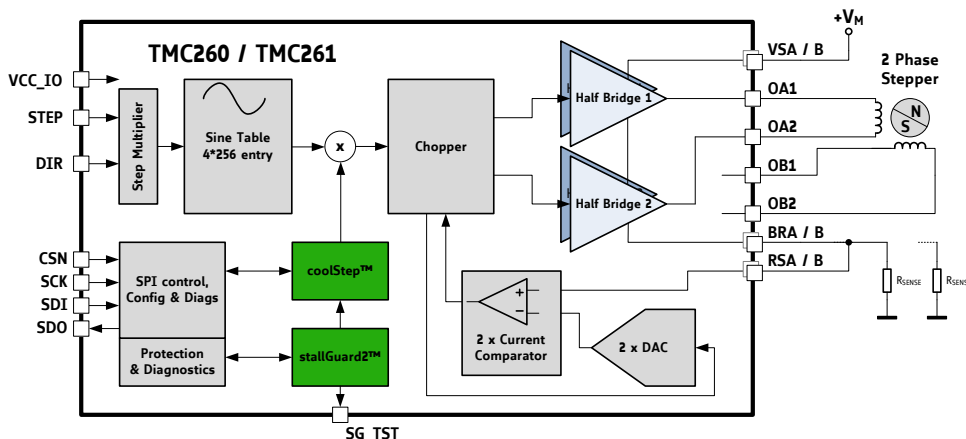 +VM
TMC260 / TMC261
VSA / B
2 Phase
Stepper
VCC_IO
STEP
DIR
Step Multiplier
Sine Table
4*256 entry
x
Chopper
Half Bridge 1
Half Bridge 2
OA1
OA2
N
S
OB1
OB2
BRA / B
RSA / B
CSN
SCK
SDI
SDO
SPI control,
Config & Diags
Protection
& Diagnostics
coolStep™
stallGuard2™
+
−
2 x Current
Comparator
2 x DAC
RSENSE
RSENS
SG_TST